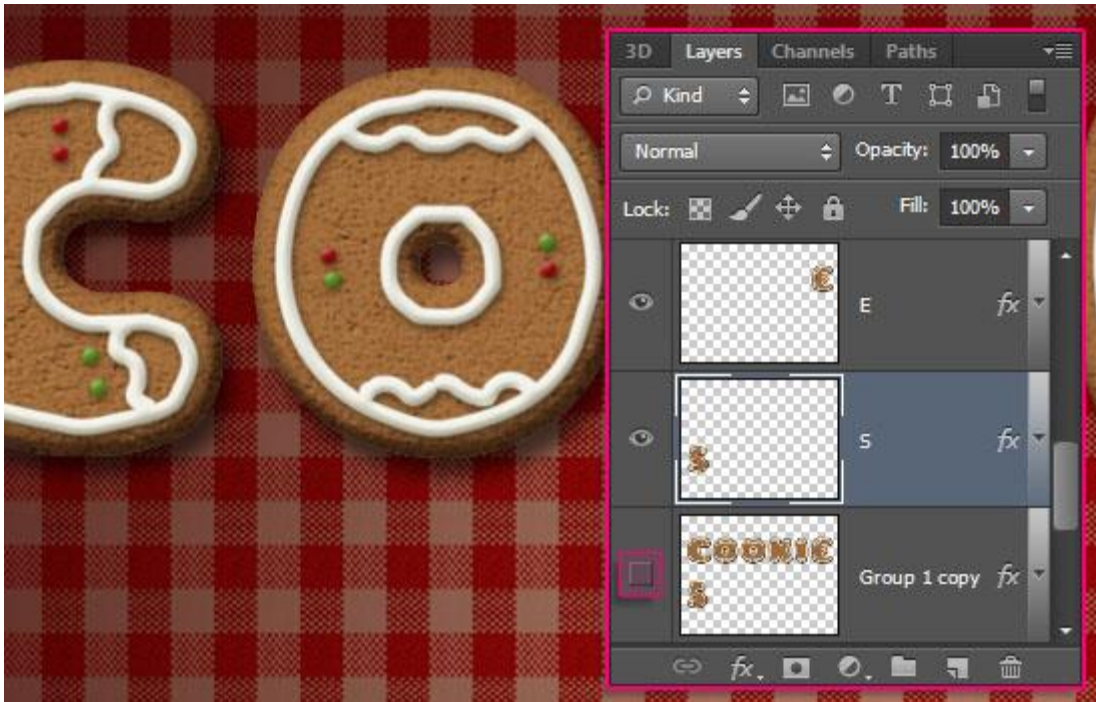 CO
3D Layers Channels Paths
Kind
Normal Opacity: 100%
Lock: Fill: 100%
E fx
E
S fx
S
COOKIE
S
Group 1 copy fx
fx